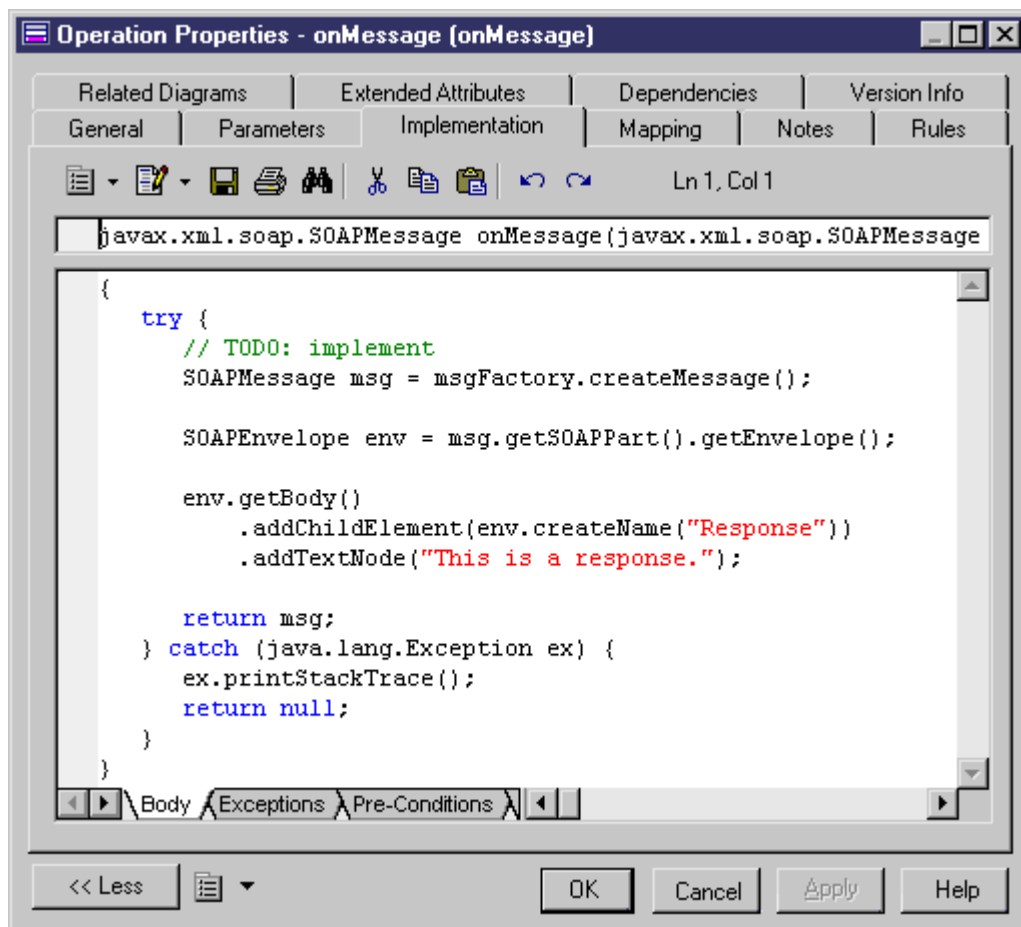 Operation Properties - onMessage (onMessage)
Related Diagrams Extended Attributes Dependencies Version Info
General Parameters Implementation Mapping Notes Rules
Ln 1, Col 1
javax.xml.soap.SOAPMessage onMessage(javax.xml.soap.SOAPMessage
{
try {
// TODO: implement
SOAPMessage msg = msgFactory.createMessage();
SOAPEnvelope env = msg.getSOAPPart().getEnvelope();
env.getBody()
.addChildElement(env.createName("Response"))
.addTextNode("This is a response.");
return msg;
} catch (java.lang.Exception ex) {
ex.printStackTrace();
return null;
}
}
Body Exceptions Pre-Conditions
<< Less OK Cancel Apply Help